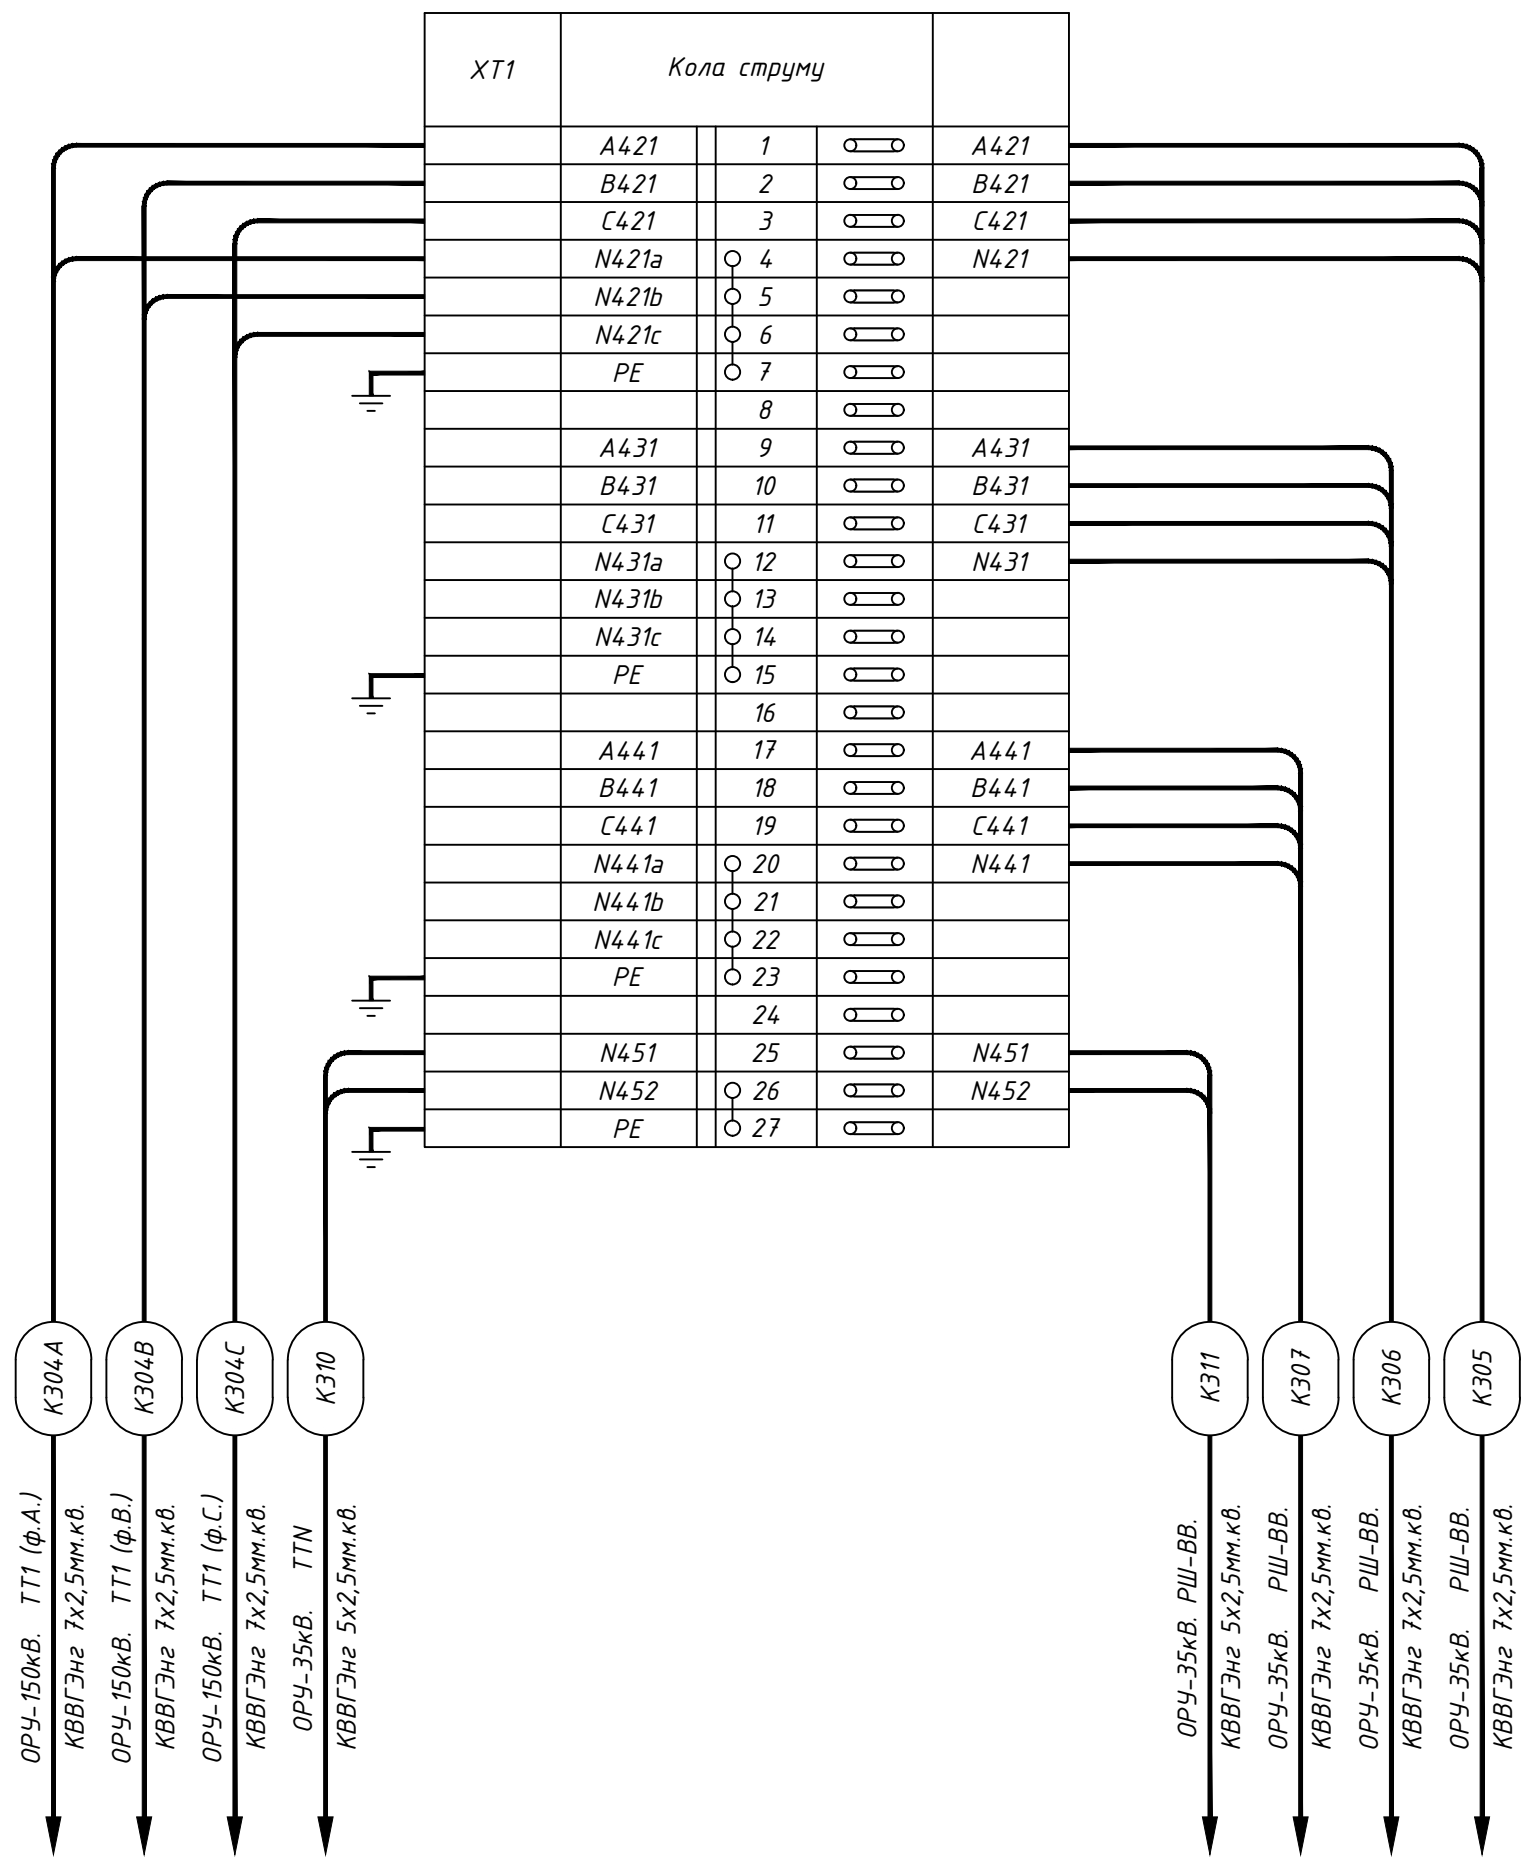 XT1 Кола струму
A421 1 A421
B421 2 B421
C421 3 C421
N421a 4 N421
N421b 5
N421c 6
PE 7
8
A431 9 A431
B431 10 B431
C431 11 C431
N431a 12 N431
N431b 13
N431c 14
PE 15
16
A441 17 A441
B441 18 B441
C441 19 C441
N441a 20 N441
N441b 21
N441c 22
PE 23
24
N451 25 N451
N452 26 N452
PE 27
К304А
К304В
К304С
К310
К311
К307
К306
К305
ОРУ-150кВ. ТТ1 (ф.А.)
КВВГЭнг 7х2,5мм.кв.
ОРУ-150кВ. ТТ1 (ф.В.)
КВВГЭнг 7х2,5мм.кв.
ОРУ-150кВ. ТТ1 (ф.С.)
КВВГЭнг 7х2,5мм.кв.
ОРУ-35кВ. TTN
КВВГЭнг 5х2,5мм.кв.
ОРУ-35кВ. РШ-ВВ.
КВВГЭнг 5х2,5мм.кв.
ОРУ-35кВ. РШ-ВВ.
КВВГЭнг 7х2,5мм.кв.
ОРУ-35кВ. РШ-ВВ.
КВВГЭнг 7х2,5мм.кв.
ОРУ-35кВ. РШ-ВВ.
КВВГЭнг 7х2,5мм.кв.